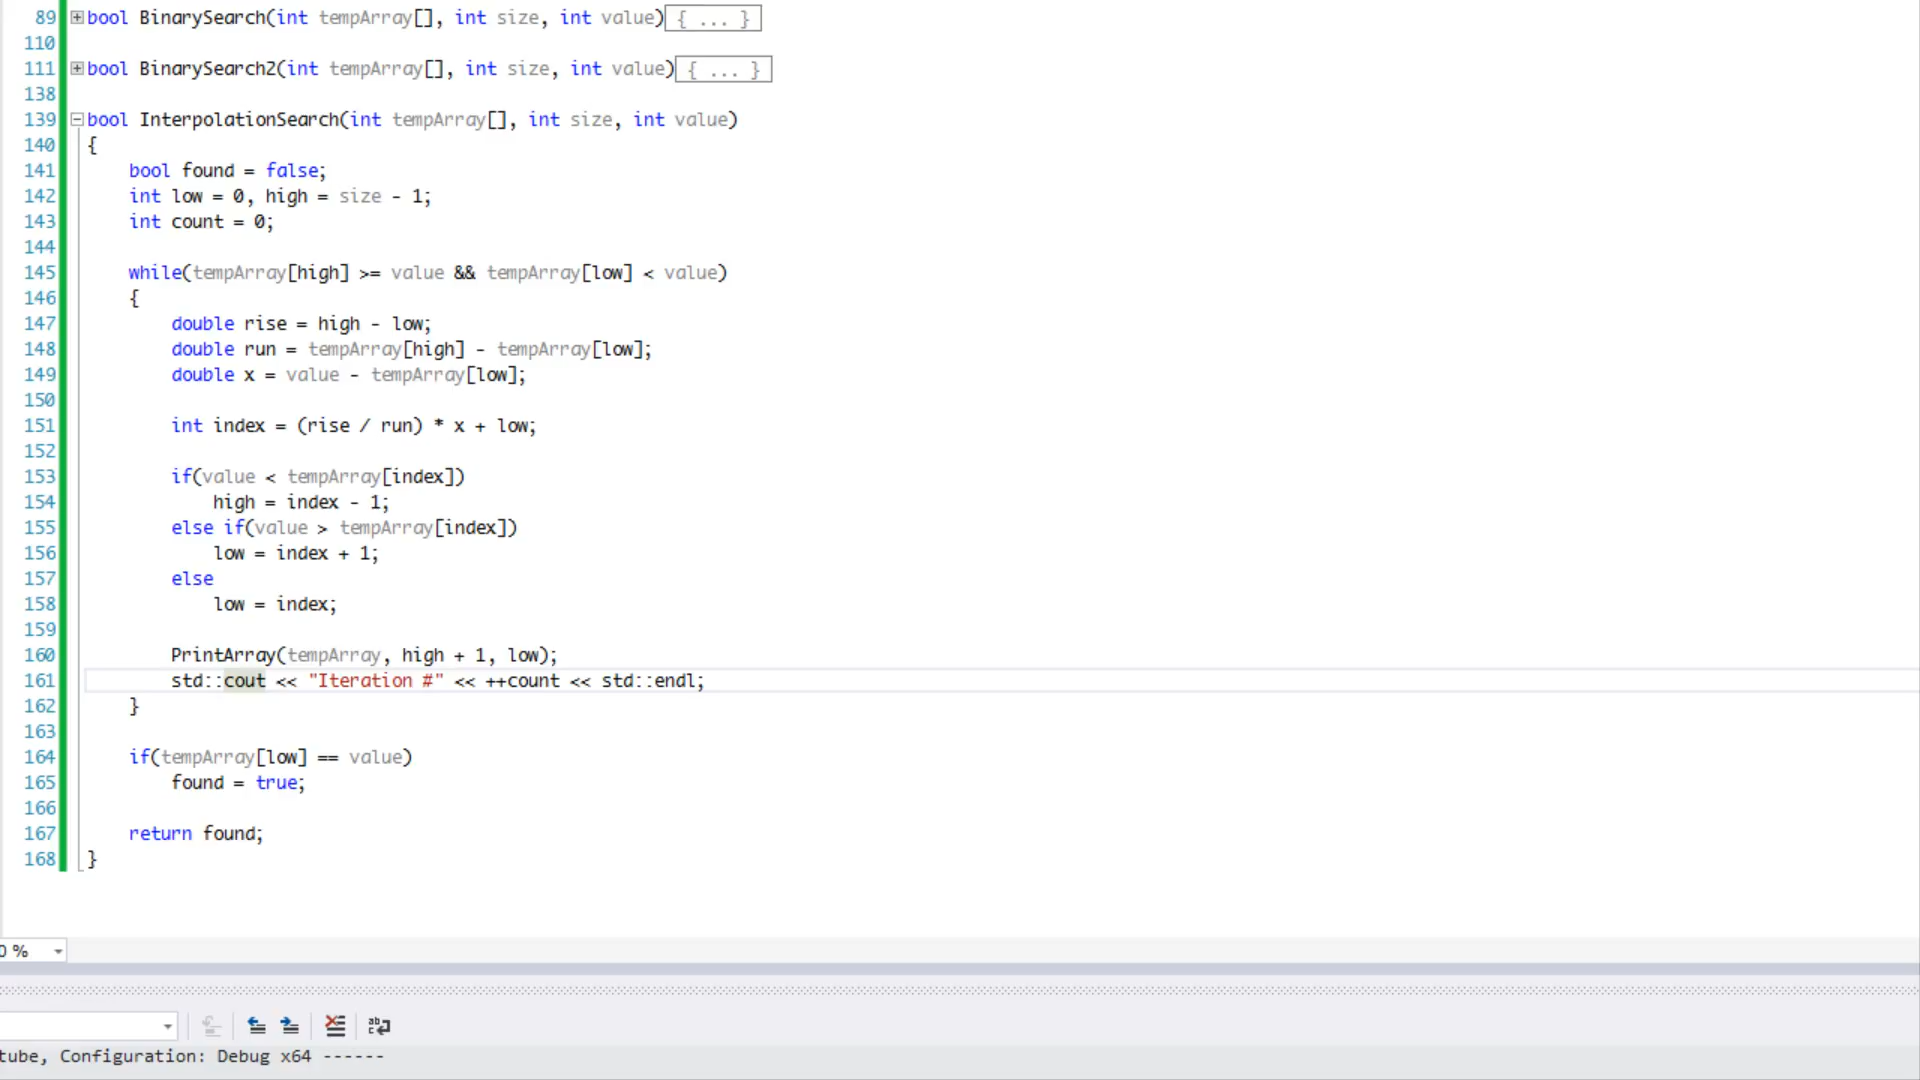 89 bool BinarySearch(int tempArray[], int size, int value){ ... }
110
111 bool BinarySearch2(int tempArray[], int size, int value){ ... }
138
139 bool InterpolationSearch(int tempArray[], int size, int value)
140 {
141     bool found = false;
142     int low = 0, high = size - 1;
143     int count = 0;
144
145     while(tempArray[high] >= value && tempArray[low] < value)
146     {
147         double rise = high - low;
148         double run = tempArray[high] - tempArray[low];
149         double x = value - tempArray[low];
150
151         int index = (rise / run) * x + low;
152
153         if(value < tempArray[index])
154             high = index - 1;
155         else if(value > tempArray[index])
156             low = index + 1;
157         else
158             low = index;
159
160         PrintArray(tempArray, high + 1, low);
161         std::cout << "Iteration #" << ++count << std::endl;
162     }
163
164     if(tempArray[low] == value)
165         found = true;
166
167     return found;
168 }
0 %
tube, Configuration: Debug x64 ------